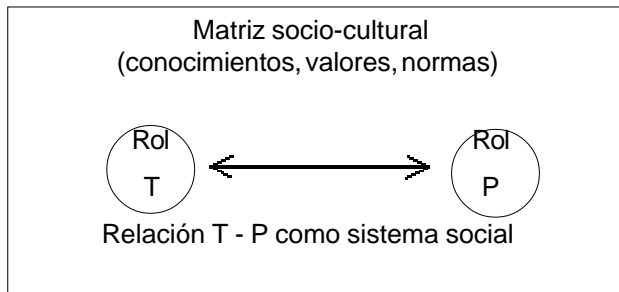 Matriz socio-cultural
(conocimientos, valores, normas)
Rol Rol
T P
Relación T - P como sistema social